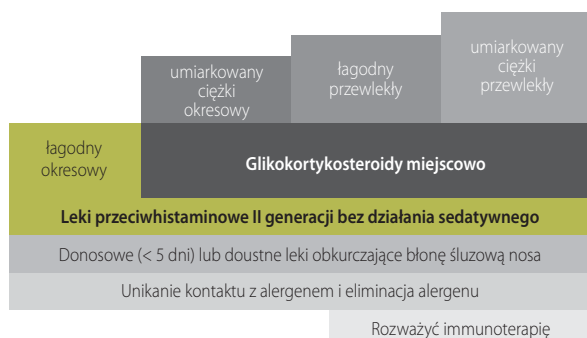 umiarkowany
ciężki
przewlekły
łagodny
przewlekły
umiarkowany
ciężki
okresowy
łagodny
okresowy
Glikokortykosteroidy miejscowo
Leki przeciwhistaminowe II generacji bez działania sedatywnego
Donosowe (< 5 dni) lub doustne leki obkurczające błonę śluzową nosa
Unikanie kontaktu z alergenem i eliminacja alergenu
Rozważyć immunoterapię